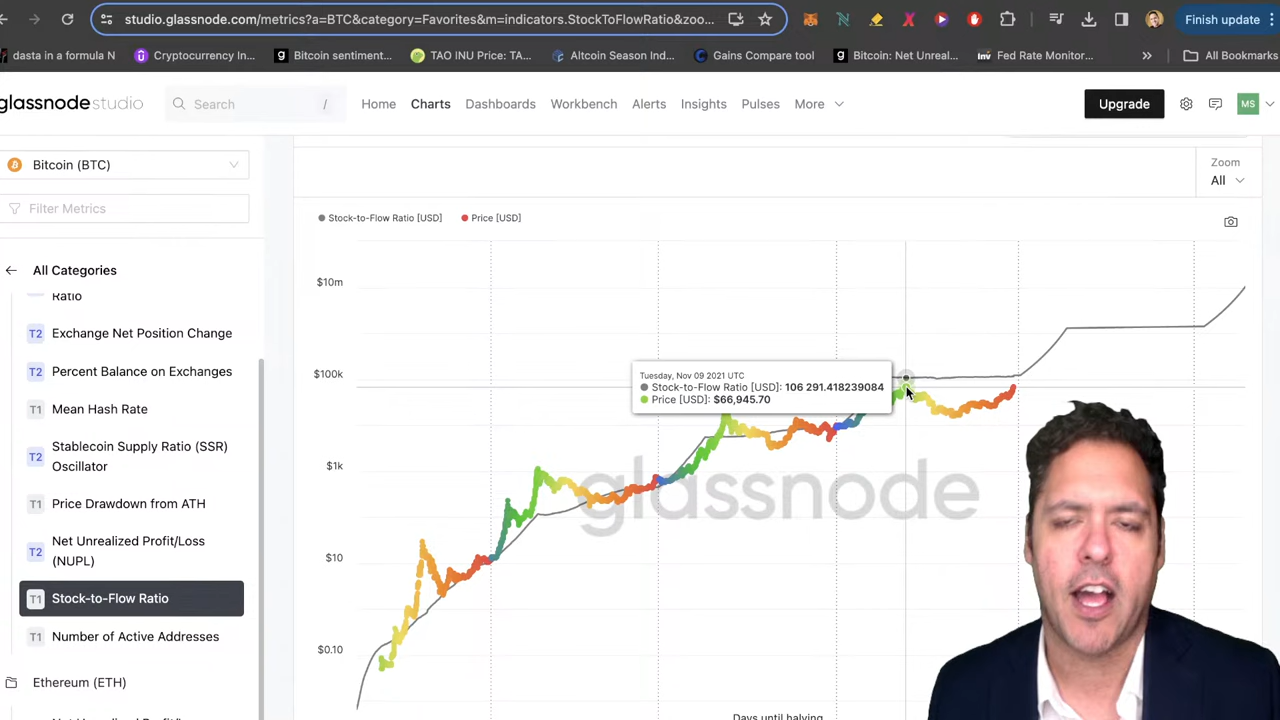 studio.glassnode.com/metrics?a=BTC&category=Favorites&m=indicators.StockToFlowRatio&zoo...
Finish update
dasta in a formula N
Cryptocurrency In...
Bitcoin sentiment...
TAO INU Price: TA...
Altcoin Season Ind...
Gains Compare tool
Bitcoin: Net Unreal...
Fed Rate Monitor...
»
All Bookmarks
glassnode studio
Search
/
Home
Charts
Dashboards
Workbench
Alerts
Insights
Pulses
More
Upgrade
MS
Bitcoin (BTC)
Filter Metrics
All Categories
Ratio
T2 Exchange Net Position Change
T2 Percent Balance on Exchanges
T1 Mean Hash Rate
T2 Stablecoin Supply Ratio (SSR)
Oscillator
T1 Price Drawdown from ATH
T2 Net Unrealized Profit/Loss
(NUPL)
T1 Stock-to-Flow Ratio
T1 Number of Active Addresses
Ethereum (ETH)
Zoom
All
Stock-to-Flow Ratio [USD]
Price [USD]
$10m
$100k
$1k
$10
$0.10
Tuesday, Nov 09 2021 UTC
Stock-to-Flow Ratio [USD]: 106 291.418239084
Price [USD]: $66,945.70
glassnode
Days until halving